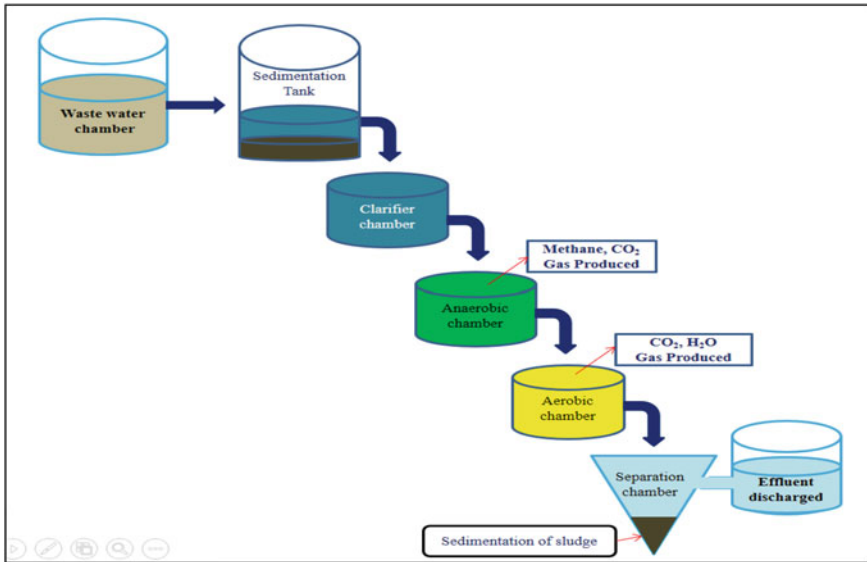 Sedimentation
Tank
Waste water
chamber
Clarifier
chamber
Methane, CO₂
Gas Produced
Anaerobic
chamber
CO₂, H₂O
Gas Produced
Aerobic
chamber
Separation
chamber
Effluent
discharged
Sedimentation of sludge